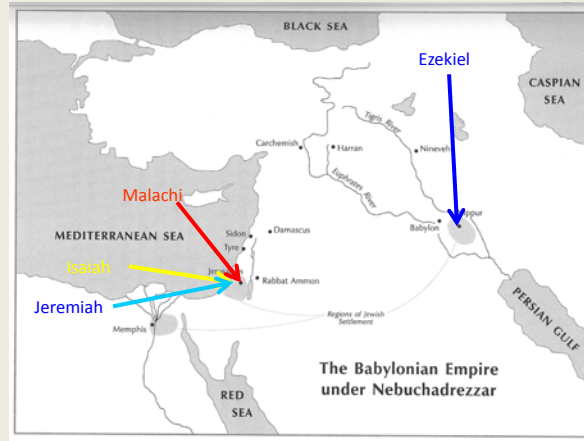 BLACK SEA
Ezekiel
CASPIAN
SEA
Tigris River
Carchemish
Harran
Nineveh
Euphrates River
Malachi
MEDITERRANEAN SEA
Sidon
Damascus
Tyre
Babylon
Isaiah
Rabbat Ammon
Jeremiah
Memphis
Regions of Jewish
Settlement
PERSIAN GULF
The Babylonian Empire
under Nebuchadrezzar
RED
SEA